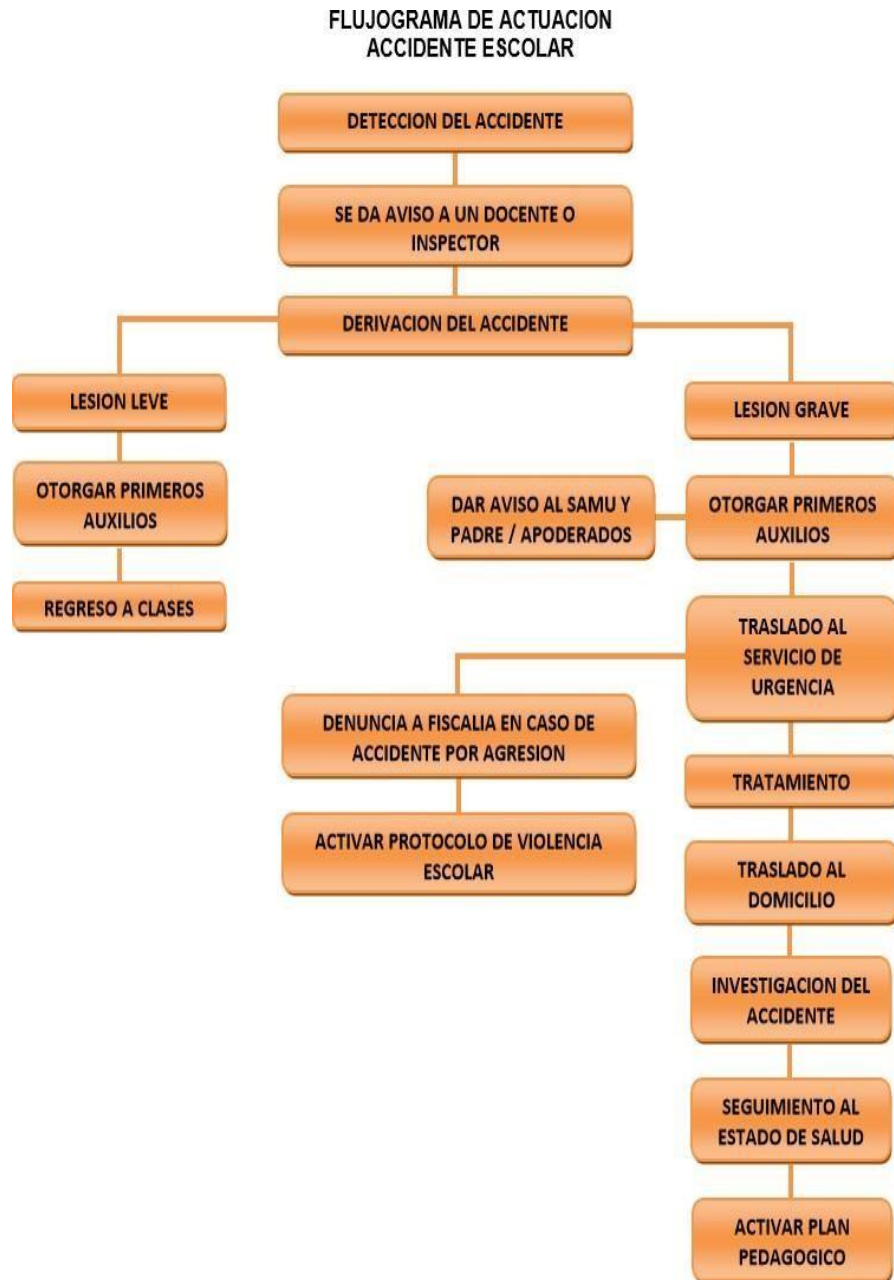 FLUJOGRAMA DE ACTUACION
ACCIDENTE ESCOLAR
DETECCION DEL ACCIDENTE
SE DA AVISO A UN DOCENTE O
INSPECTOR
DERIVACION DEL ACCIDENTE
LESION LEVE
OTORGAR PRIMEROS
AUXILIOS
REGRESO A CLASES
LESION GRAVE
DAR AVISO AL SAMU Y
PADRE / APODERADOS
OTORGAR PRIMEROS
AUXILIOS
TRASLADO AL
SERVICIO DE
URGENCIA
DENUNCIA A FISCALIA EN CASO DE
ACCIDENTE POR AGRESION
ACTIVAR PROTOCOLO DE VIOLENCIA
ESCOLAR
TRATAMIENTO
TRASLADO AL
DOMICILIO
INVESTIGACION DEL
ACCIDENTE
SEGUIMIENTO AL
ESTADO DE SALUD
ACTIVAR PLAN
PEDAGOGICO